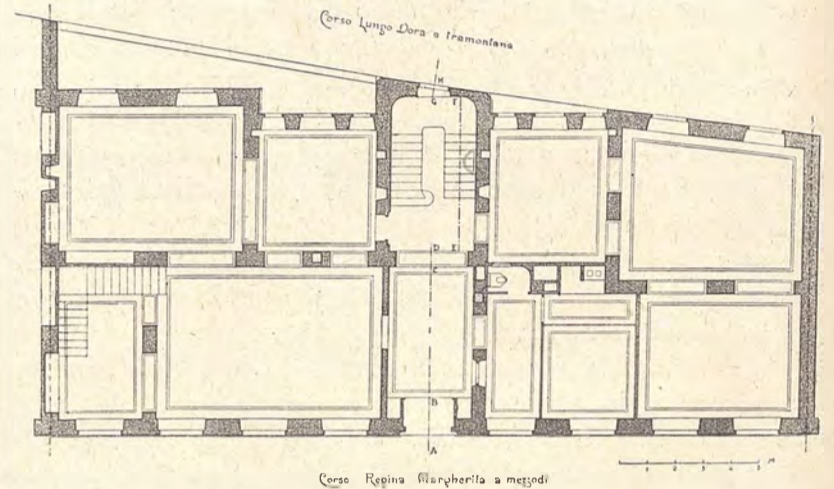 Corso Lungo Dora a tramontana
H
G F
D E
C
I
B
A
Corso Regina Margherita a mezzodì
1 2 3 4 5 M